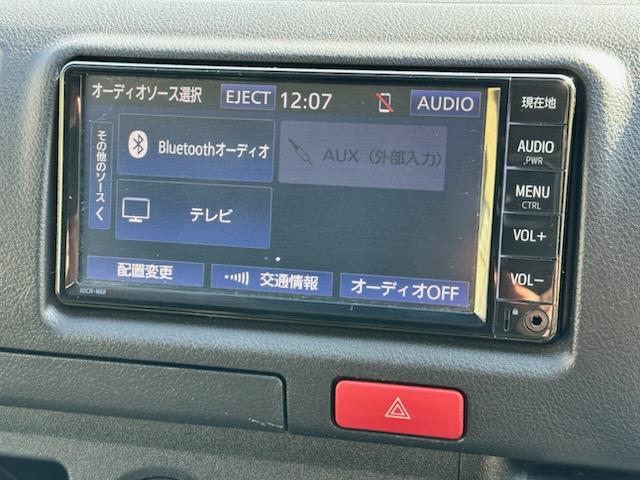 オーディオソース選択 EJECT 12:07 AUDIO
その他のソース
Bluetoothオーディオ
AUX（外部入力）
テレビ
配置変更 交通情報 オーディオOFF
NSCN-W68
現在地
AUDIO
PWR
MENU
CTRL
VOL+
VOL−